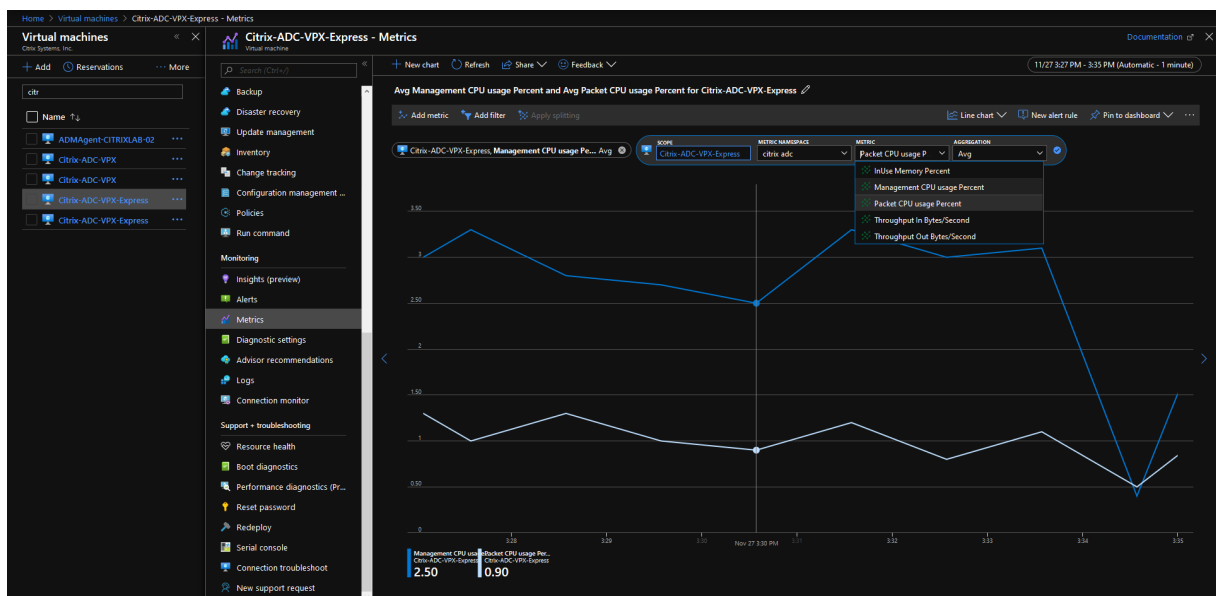 Home > Virtual machines > Citrix-ADC-VPX-Express - Metrics
Virtual machines
Citrix Systems, Inc.
Add Reservations ··· More
citr
Name ↑↓
ADMAgent-CITRIXLAB-02 ···
Citrix-ADC-VPX ···
Citrix-ADC-VPX ···
Citrix-ADC-VPX-Express ···
Citrix-ADC-VPX-Express ···
Citrix-ADC-VPX-Express - Metrics
Virtual machine
Documentation
Search (Ctrl+/)
Backup
Disaster recovery
Update management
Inventory
Change tracking
Configuration management ...
Policies
Run command
Monitoring
Insights (preview)
Alerts
Metrics
Diagnostic settings
Advisor recommendations
Logs
Connection monitor
Support + troubleshooting
Resource health
Boot diagnostics
Performance diagnostics (Pr...
Reset password
Redeploy
Serial console
Connection troubleshoot
New support request
New chart Refresh Share Feedback
11/27 3:27 PM - 3:35 PM (Automatic - 1 minute)
Avg Management CPU usage Percent and Avg Packet CPU usage Percent for Citrix-ADC-VPX-Express
Add metric Add filter Apply splitting
Line chart New alert rule Pin to dashboard ···
Citrix-ADC-VPX-Express, Management CPU usage Pe... Avg
SCOPE METRIC NAMESPACE METRIC AGGREGATION
Citrix-ADC-VPX-Express citrix adc Packet CPU usage P Avg
InUse Memory Percent
Management CPU usage Percent
Packet CPU usage Percent
Throughput In Bytes/Second
Throughput Out Bytes/Second
3.50
3
2.50
2
1.50
1
0.50
0
3:28 3:29 3:30 Nov 27 3:30 PM 3:31 3:32 3:33 3:34 3:35
Management CPU usage Packet CPU usage Per...
Citrix-ADC-VPX-Express Citrix-ADC-VPX-Express
2.50 0.90